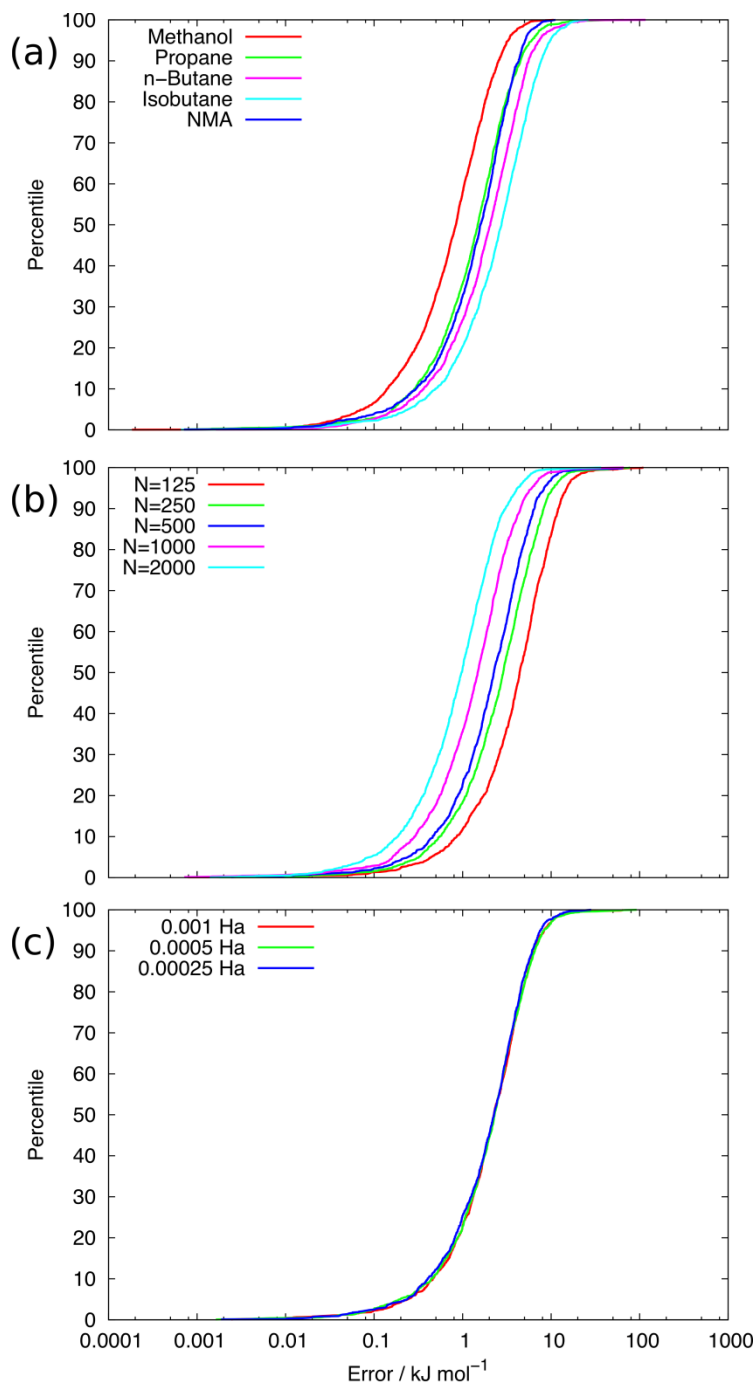 (a)
Methanol
Propane
n−Butane
Isobutane
NMA
100
90
80
70
60
50
40
30
20
10
0
Percentile
(b)
N=125
N=250
N=500
N=1000
N=2000
100
90
80
70
60
50
40
30
20
10
0
Percentile
(c)
0.001 Ha
0.0005 Ha
0.00025 Ha
100
90
80
70
60
50
40
30
20
10
0
Percentile
0.0001 0.001 0.01 0.1 1 10 100 1000
Error / kJ mol⁻¹